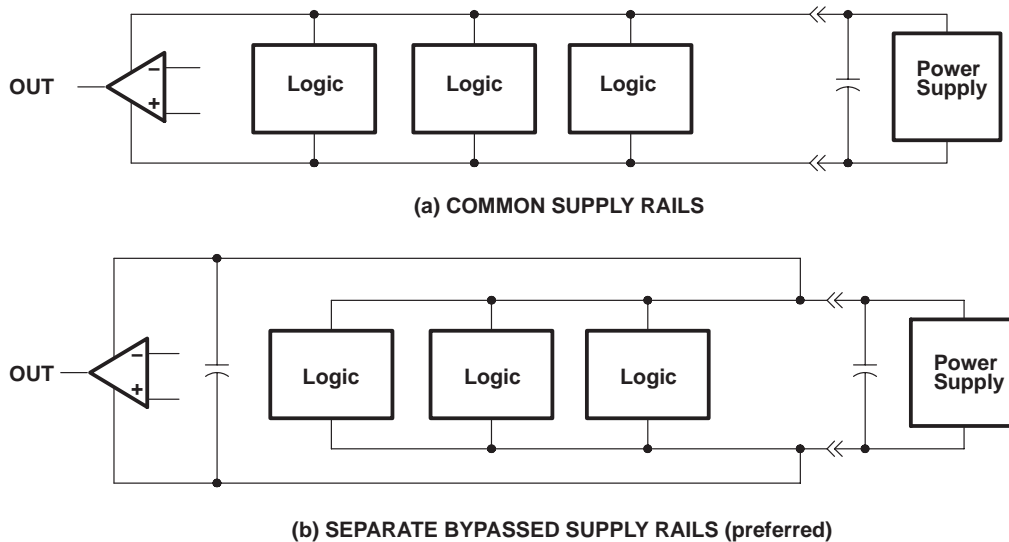 OUT
−
+
Logic
Logic
Logic
Power
Supply
(a) COMMON SUPPLY RAILS
OUT
−
+
Logic
Logic
Logic
Power
Supply
(b) SEPARATE BYPASSED SUPPLY RAILS (preferred)